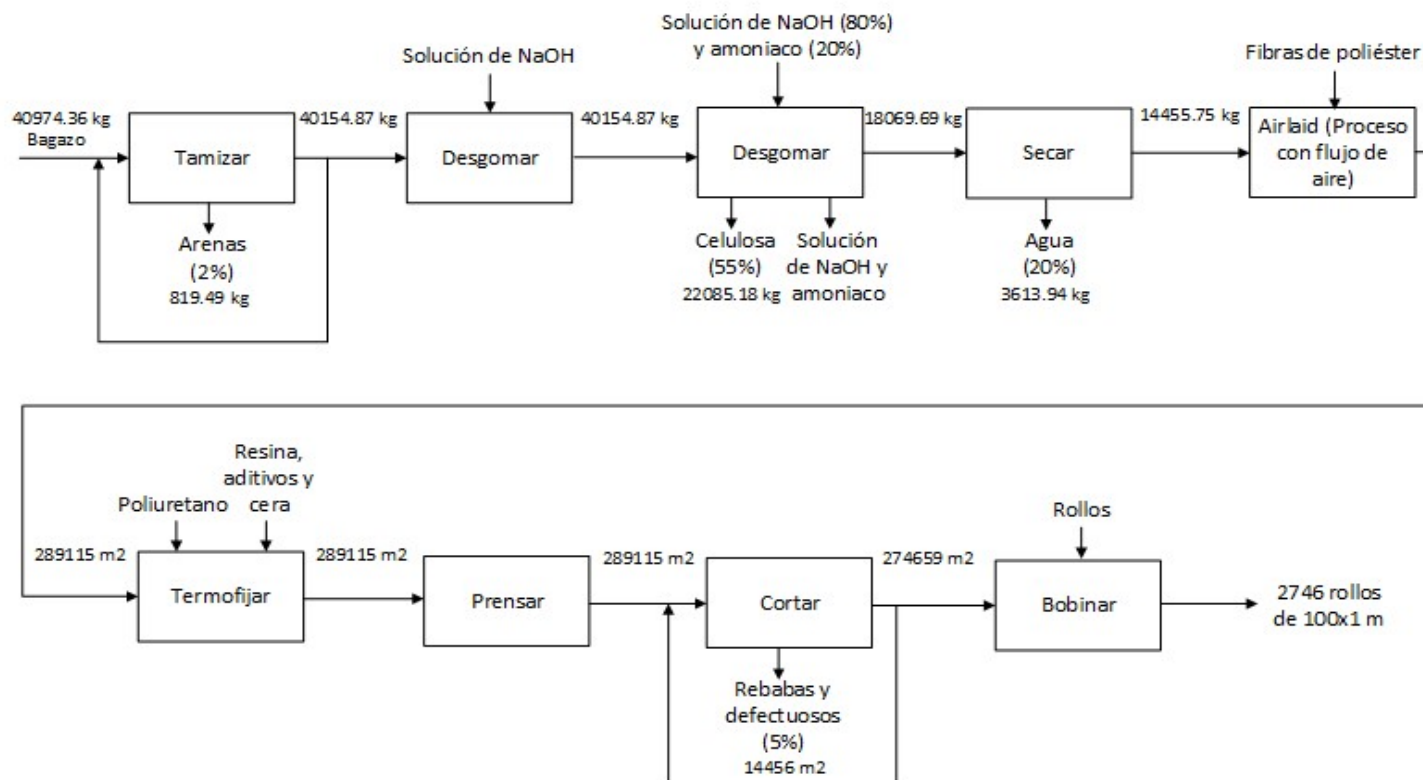 Solución de NaOH
Solución de NaOH (80%)
y amoniaco (20%)
Fibras de poliéster
40974.36 kg
Bagazo
Tamizar
Arenas
(2%)
819.49 kg
40154.87 kg
Desgomar
40154.87 kg
Desgomar
Celulosa
(55%)
22085.18 kg
Solución
de NaOH y
amoniaco
18069.69 kg
Secar
Agua
(20%)
3613.94 kg
14455.75 kg
Airlaid (Proceso
con flujo de
aire)
289115 m2
Poliuretano
Resina,
aditivos y
cera
Termofijar
289115 m2
Prensar
289115 m2
Cortar
Rebabas y
defectuosos
(5%)
14456 m2
274659 m2
Rollos
Bobinar
2746 rollos
de 100x1 m